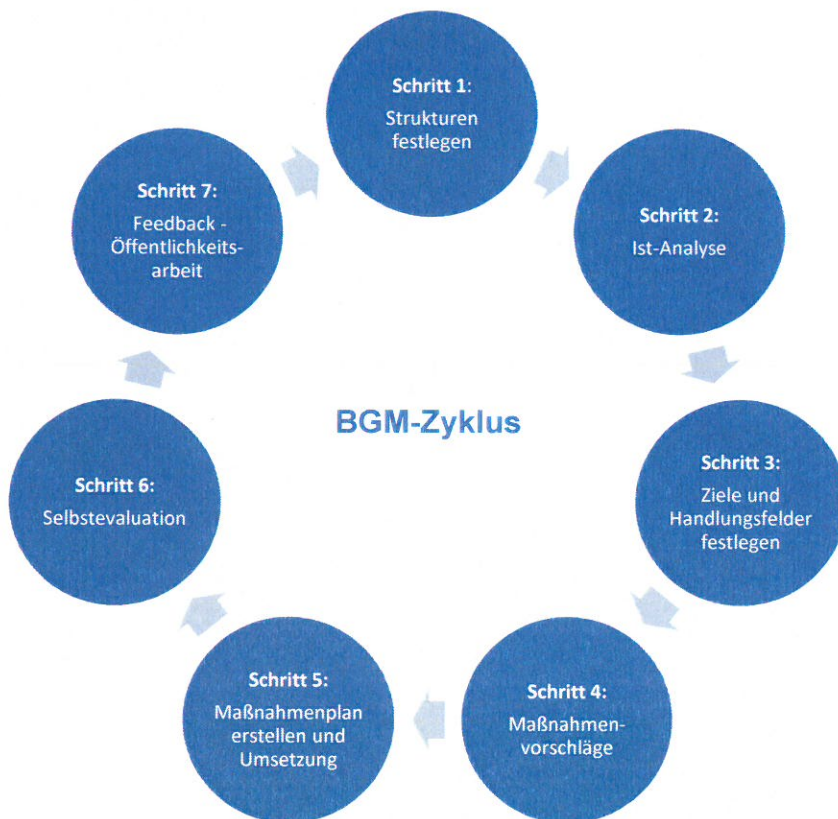 Schritt 1:
Strukturen
festlegen
Schritt 2:
Ist-Analyse
Schritt 3:
Ziele und
Handlungsfelder
festlegen
Schritt 4:
Maßnahmen-
vorschläge
Schritt 5:
Maßnahmenplan
erstellen und
Umsetzung
Schritt 6:
Selbstevaluation
Schritt 7:
Feedback -
Öffentlichkeits-
arbeit
BGM-Zyklus